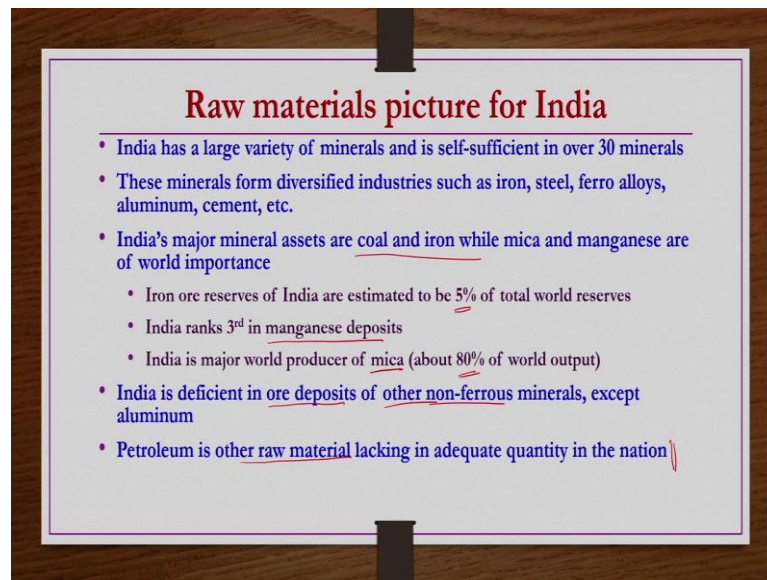 Raw materials picture for India
• India has a large variety of minerals and is self-sufficient in over 30 minerals
• These minerals form diversified industries such as iron, steel, ferro alloys,
aluminum, cement, etc.
• India's major mineral assets are coal and iron while mica and manganese are
of world importance
• Iron ore reserves of India are estimated to be 5% of total world reserves
• India ranks 3rd in manganese deposits
• India is major world producer of mica (about 80% of world output)
• India is deficient in ore deposits of other non-ferrous minerals, except
aluminum
• Petroleum is other raw material lacking in adequate quantity in the nation